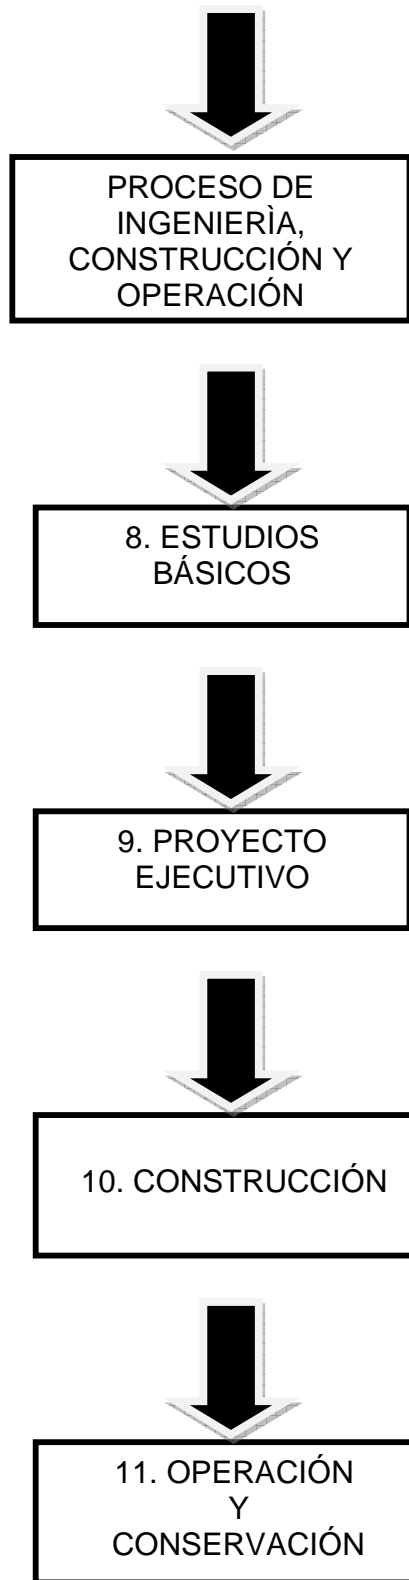 PROCESO DE
INGENIERÌA,
CONSTRUCCIÓN Y
OPERACIÓN
8. ESTUDIOS
BÁSICOS
9. PROYECTO
EJECUTIVO
10. CONSTRUCCIÓN
11. OPERACIÓN
Y
CONSERVACIÓN